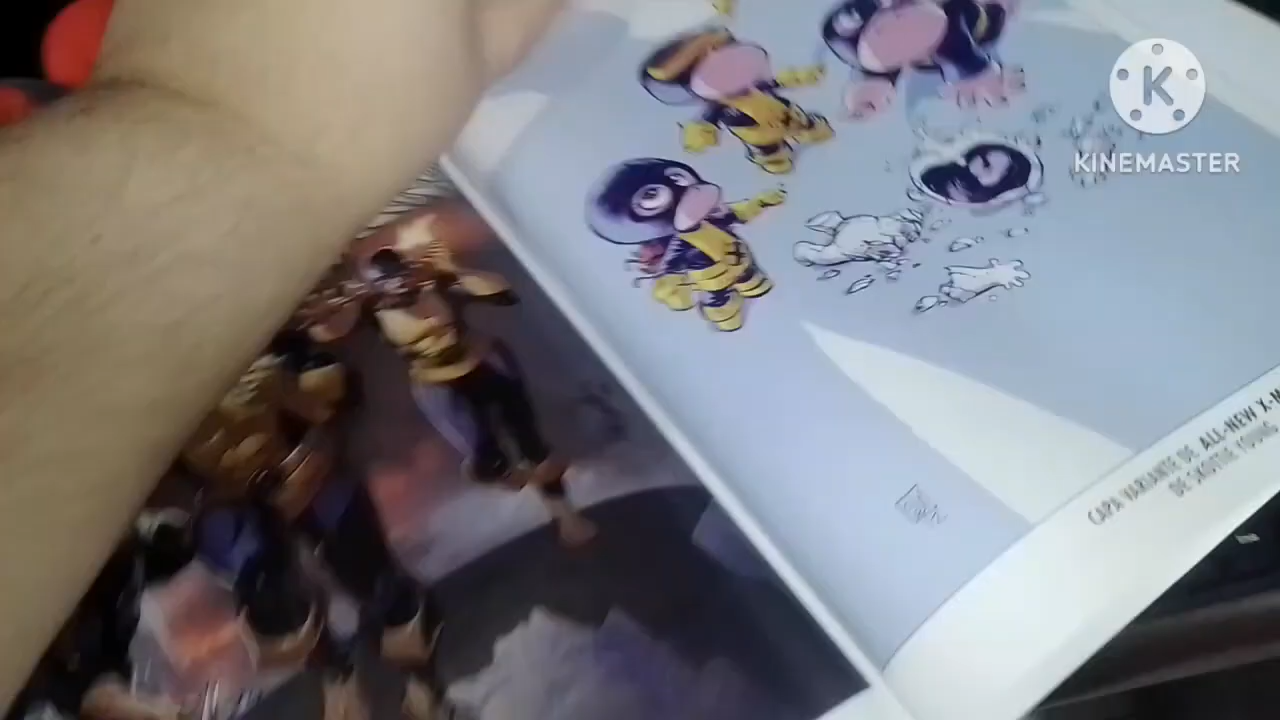 K
KINEMASTER
CAPA VARIANTE DE ALL-NEW X-M
DE SKOTTIE YOUNG